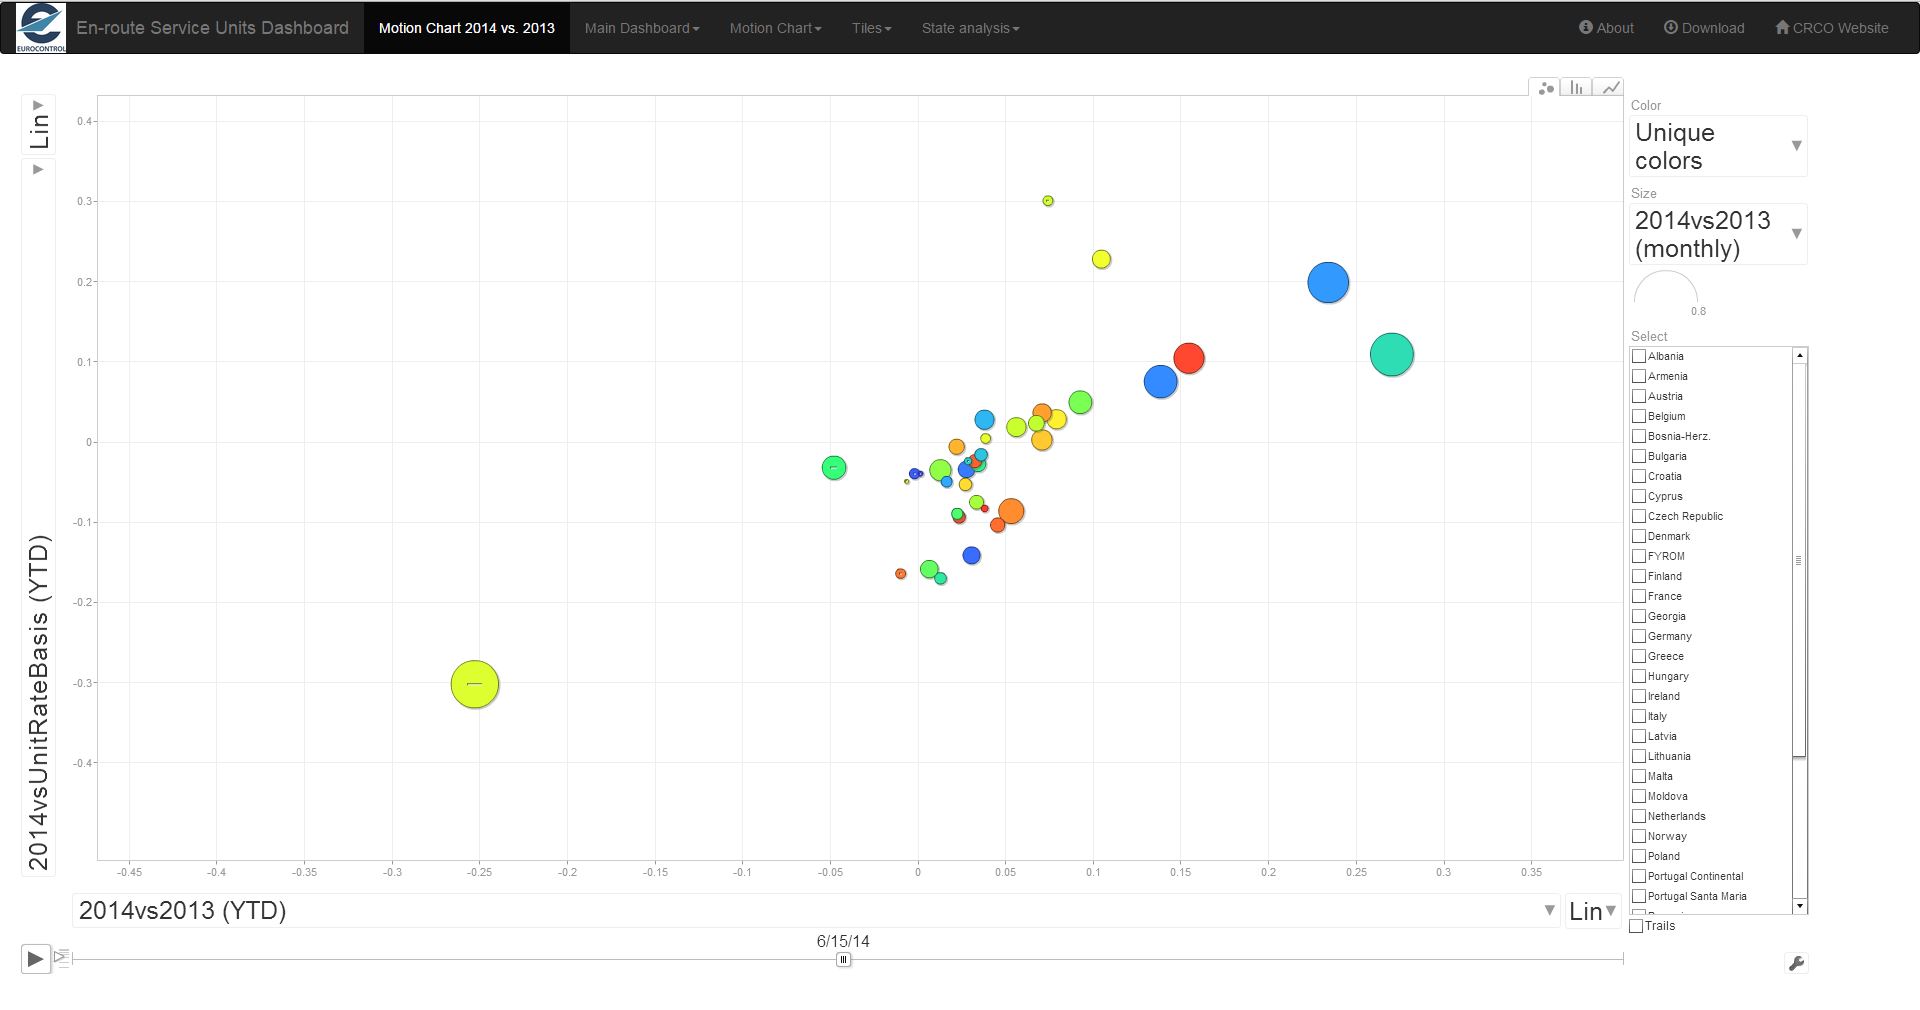 EUROCONTROL
En-route Service Units Dashboard
Motion Chart 2014 vs. 2013
Main Dashboard
Motion Chart
Tiles
State analysis
About
Download
CRCO Website
Lin
2014vsUnitRateBasis (YTD)
0.4
0.3
0.2
0.1
0
-0.1
-0.2
-0.3
-0.4
-0.45
-0.4
-0.35
-0.3
-0.25
-0.2
-0.15
-0.1
-0.05
0
0.05
0.1
0.15
0.2
0.25
0.3
0.35
2014vs2013 (YTD)
Lin
6/15/14
Color
Unique
colors
Size
2014vs2013
(monthly)
0.8
Select
Albania
Armenia
Austria
Belgium
Bosnia-Herz.
Bulgaria
Croatia
Cyprus
Czech Republic
Denmark
FYROM
Finland
France
Georgia
Germany
Greece
Hungary
Ireland
Italy
Latvia
Lithuania
Malta
Moldova
Netherlands
Norway
Poland
Portugal Continental
Portugal Santa Maria
Trails